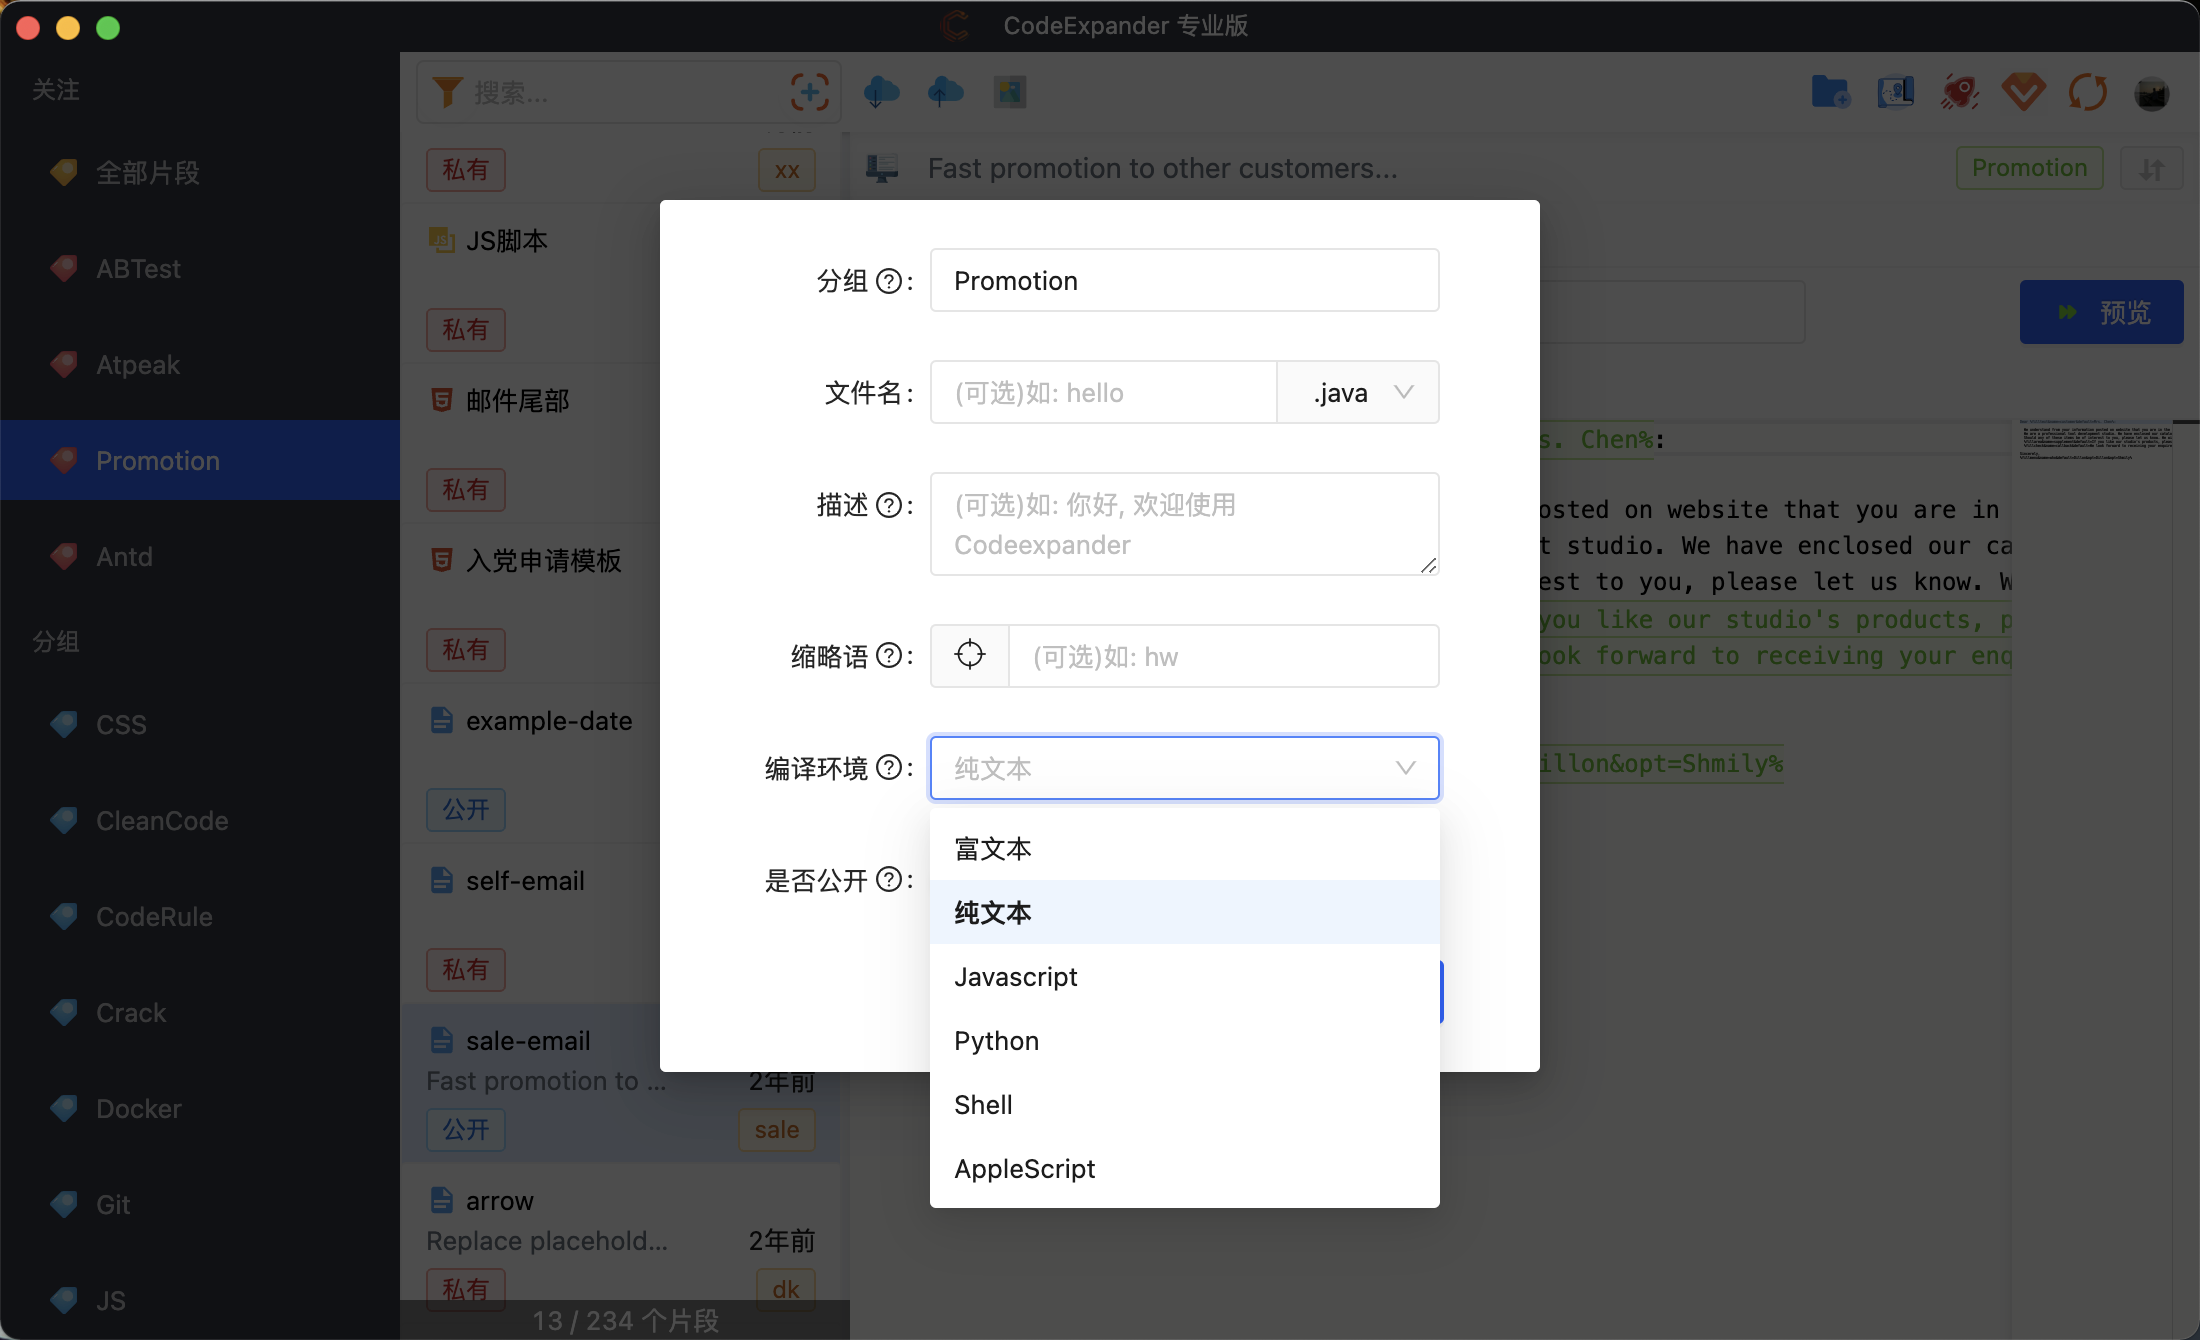 CodeExpander 专业版
关注
全部片段
ABTest
Atpeak
Promotion
Antd
分组
CSS
CleanCode
CodeRule
Crack
Docker
Git
JS
搜索...
私有
xx
JS脚本
私有
邮件尾部
私有
入党申请模板
私有
example-date
公开
self-email
私有
sale-email
Fast promotion to ...
2年前
公开
sale
arrow
Replace placehold...
2年前
私有
dk
13 / 234 个片段
Fast promotion to other customers...
Promotion
预览
s. Chen%:
osted on website that you are in
t studio. We have enclosed our ca
est to you, please let us know. W
you like our studio's products, p
ook forward to receiving your enq
illon&opt=Shmily%
分组 ? :
Promotion
文件名 :
(可选)如: hello
.java
描述 ? :
(可选)如: 你好, 欢迎使用
Codeexpander
缩略语 ? :
(可选)如: hw
编译环境 ? :
纯文本
是否公开 ? :
富文本
纯文本
Javascript
Python
Shell
AppleScript